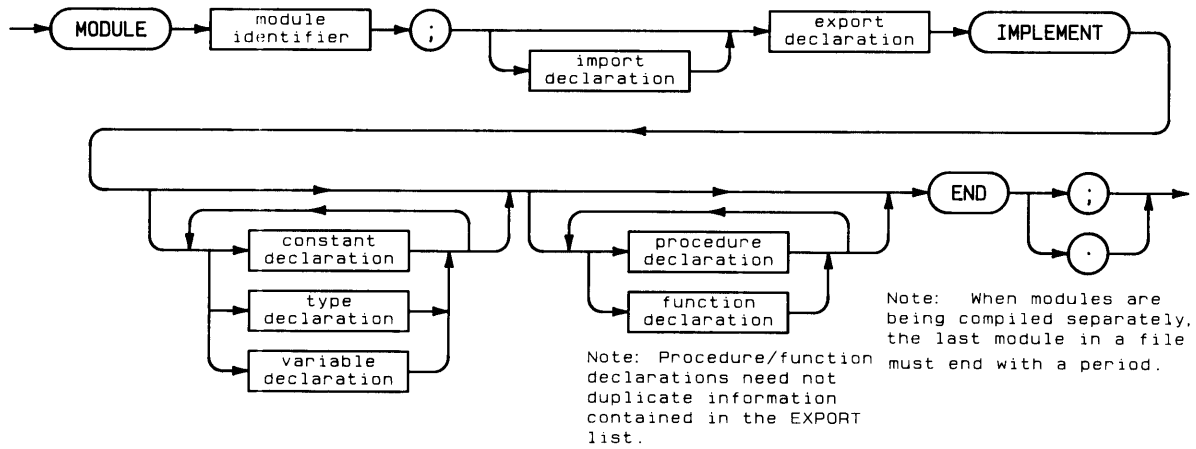 MODULE
module
identifier
;
import
declaration
export
declaration
IMPLEMENT
constant
declaration
type
declaration
variable
declaration
procedure
declaration
function
declaration
END
;
.
Note: Procedure/function
declarations need not
duplicate information
contained in the EXPORT
list.
Note: When modules are
being compiled separately,
the last module in a file
must end with a period.